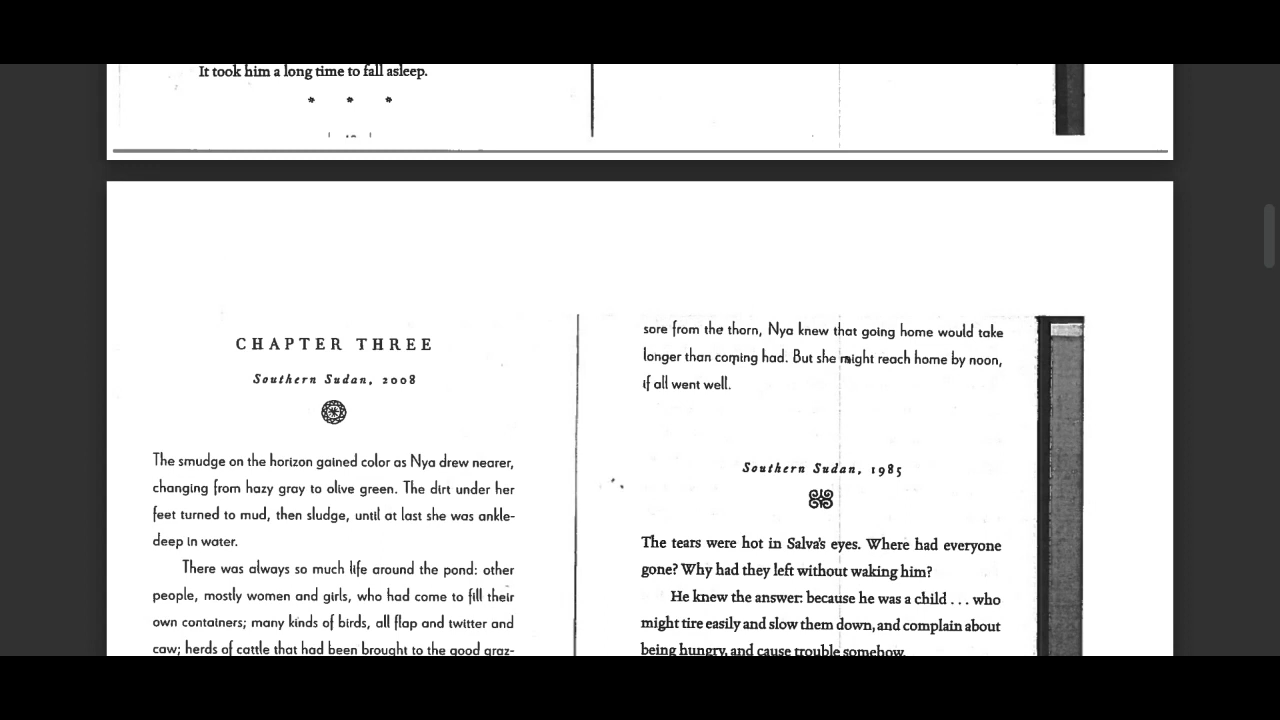 It took him a long time to fall asleep.
* * *
CHAPTER THREE
Southern Sudan, 2008
The smudge on the horizon gained color as Nya drew nearer,
changing from hazy gray to olive green. The dirt under her
feet turned to mud, then sludge, until at last she was ankle-
deep in water.
There was always so much life around the pond: other
people, mostly women and girls, who had come to fill their
own containers; many kinds of birds, all flap and twitter and
caw; herds of cattle that had been brought to the good graz-
sore from the thorn, Nya knew that going home would take
longer than coming had. But she might reach home by noon,
if all went well.
Southern Sudan, 1985
The tears were hot in Salva's eyes. Where had everyone
gone? Why had they left without waking him?
He knew the answer: because he was a child . . . who
might tire easily and slow them down, and complain about
being hungry, and cause trouble somehow.